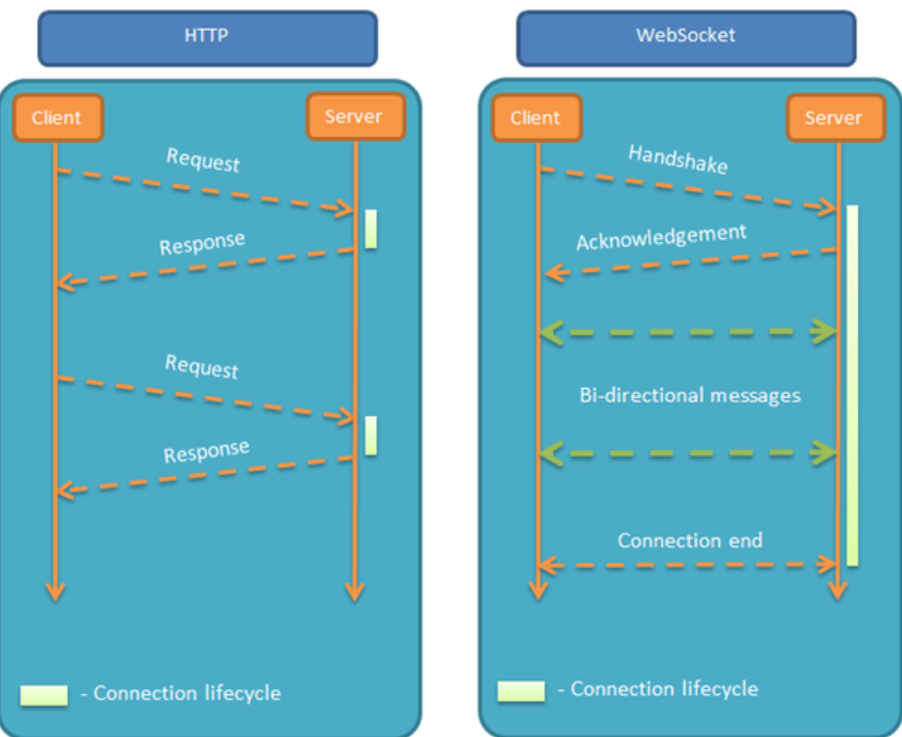 HTTP
Client
Server
Request
Response
Request
Response
- Connection lifecycle
WebSocket
Client
Server
Handshake
Acknowledgement
Bi-directional messages
Connection end
- Connection lifecycle